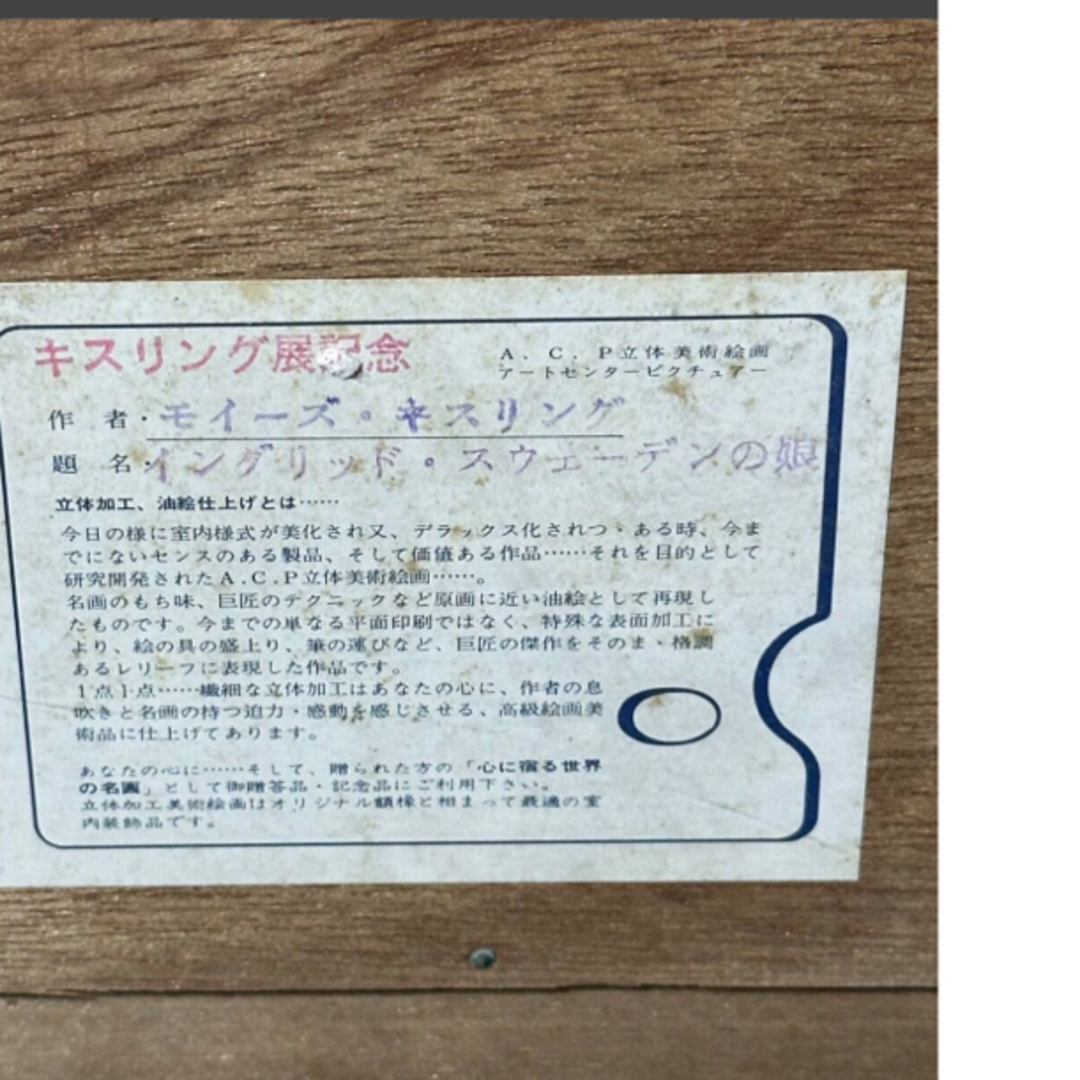 キスリング展記念
A.C.P立体美術絵画
アートセンターピクチュアー
作 者・モイーズ・キスリング
題 名・イングリッド・スウェーデンの娘
立体加工、油絵仕上げとは……
今日の様に室内様式が美化され又、デラックス化されつゝある時、今ま
でにないセンスのある製品、そして価値ある作品……それを目的として
研究開発されたA.C.P立体美術絵画……。
名画のもち味、巨匠のテクニックなど原画に近い油絵として再現し
たものです。今までの単なる平面印刷ではなく、特殊な表面加工に
より、絵の具の盛上り、筆の運びなど、巨匠の傑作をそのまゝ格調
あるレリーフに表現した作品です。
1点1点……繊細な立体加工はあなたの心に、作者の息
吹きと名画の持つ迫力・感動を感じさせる、高級絵画美
術品に仕上げてあります。
あなたの心に……そして、贈られた方の「心に宿る世界
の名画」として御贈答品・記念品にご利用下さい。
立体加工美術絵画はオリジナル額椽と相まって最適の室
内装飾品です。